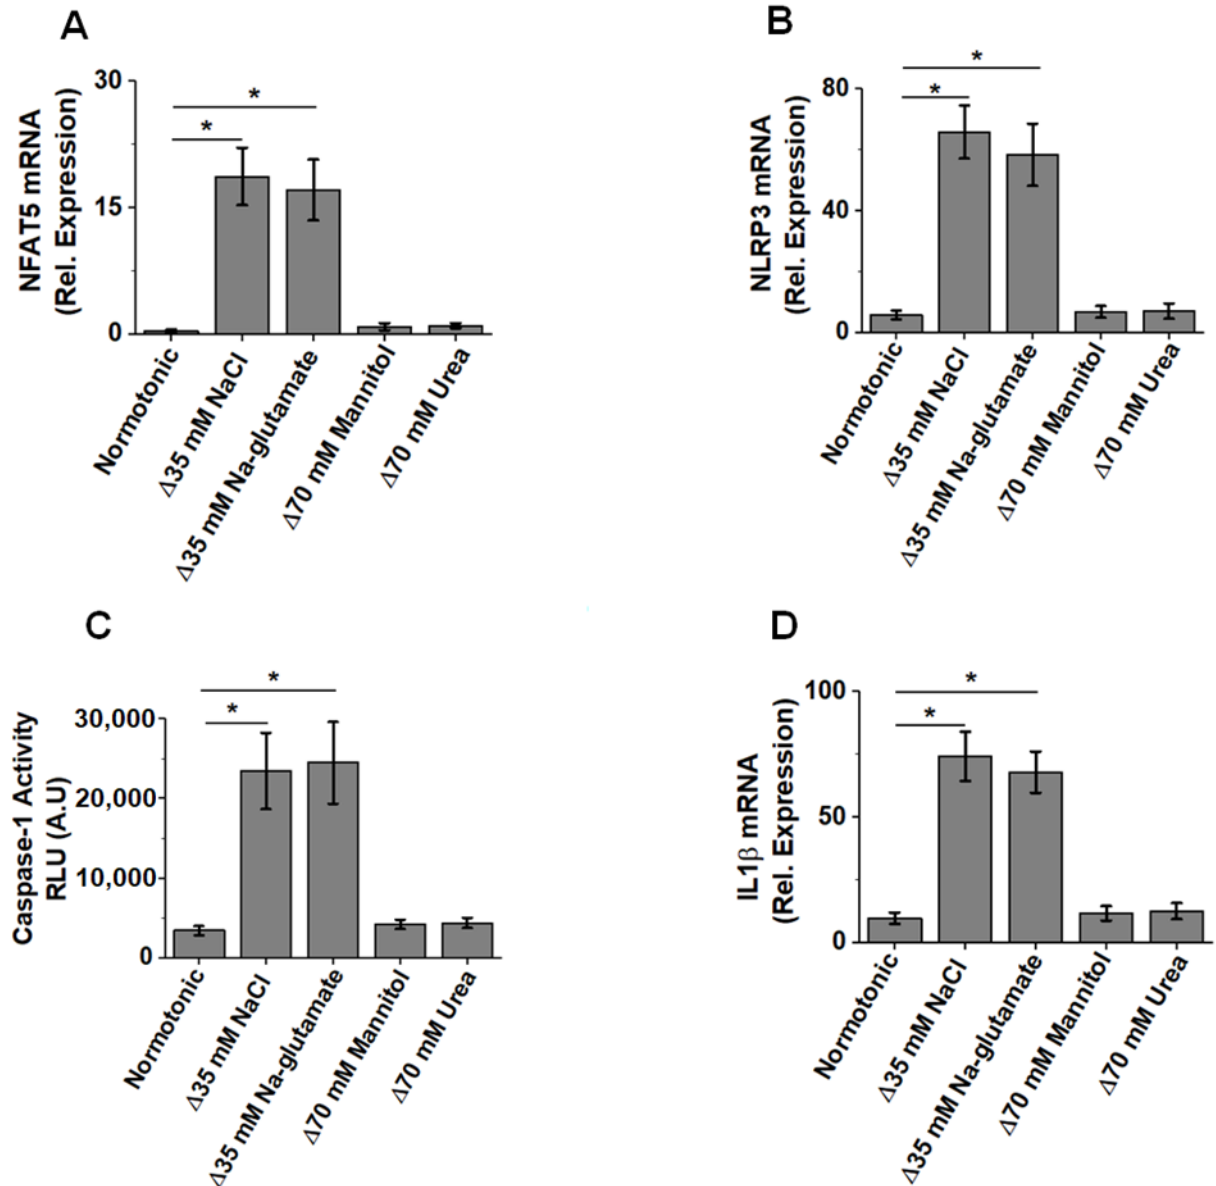 A
NFAT5 mRNA
(Rel. Expression)
30
15
0
*
*
Normotonic
Δ35 mM NaCl
Δ35 mM Na-glutamate
Δ70 mM Mannitol
Δ70 mM Urea
B
NLRP3 mRNA
(Rel. Expression)
80
40
0
*
*
Normotonic
Δ35 mM NaCl
Δ35 mM Na-glutamate
Δ70 mM Mannitol
Δ70 mM Urea
C
Caspase-1 Activity
RLU (A.U)
30,000
20,000
10,000
0
*
*
Normotonic
Δ35 mM NaCl
Δ35 mM Na-glutamate
Δ70 mM Mannitol
Δ70 mM Urea
D
IL1β mRNA
(Rel. Expression)
100
50
0
*
*
Normotonic
Δ35 mM NaCl
Δ35 mM Na-glutamate
Δ70 mM Mannitol
Δ70 mM Urea